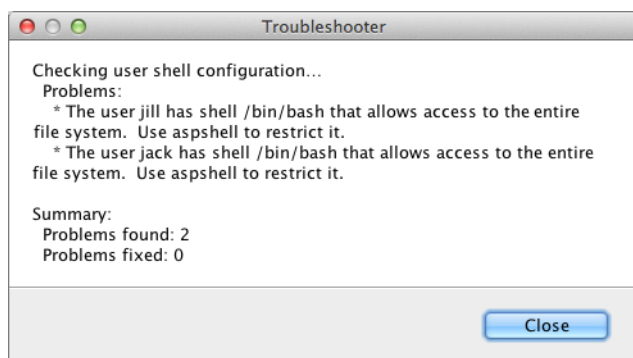 Troubleshooter
Checking user shell configuration...
Problems:
* The user jill has shell /bin/bash that allows access to the entire
file system.  Use aspshell to restrict it.
* The user jack has shell /bin/bash that allows access to the entire
file system.  Use aspshell to restrict it.
Summary:
Problems found: 2
Problems fixed: 0
Close